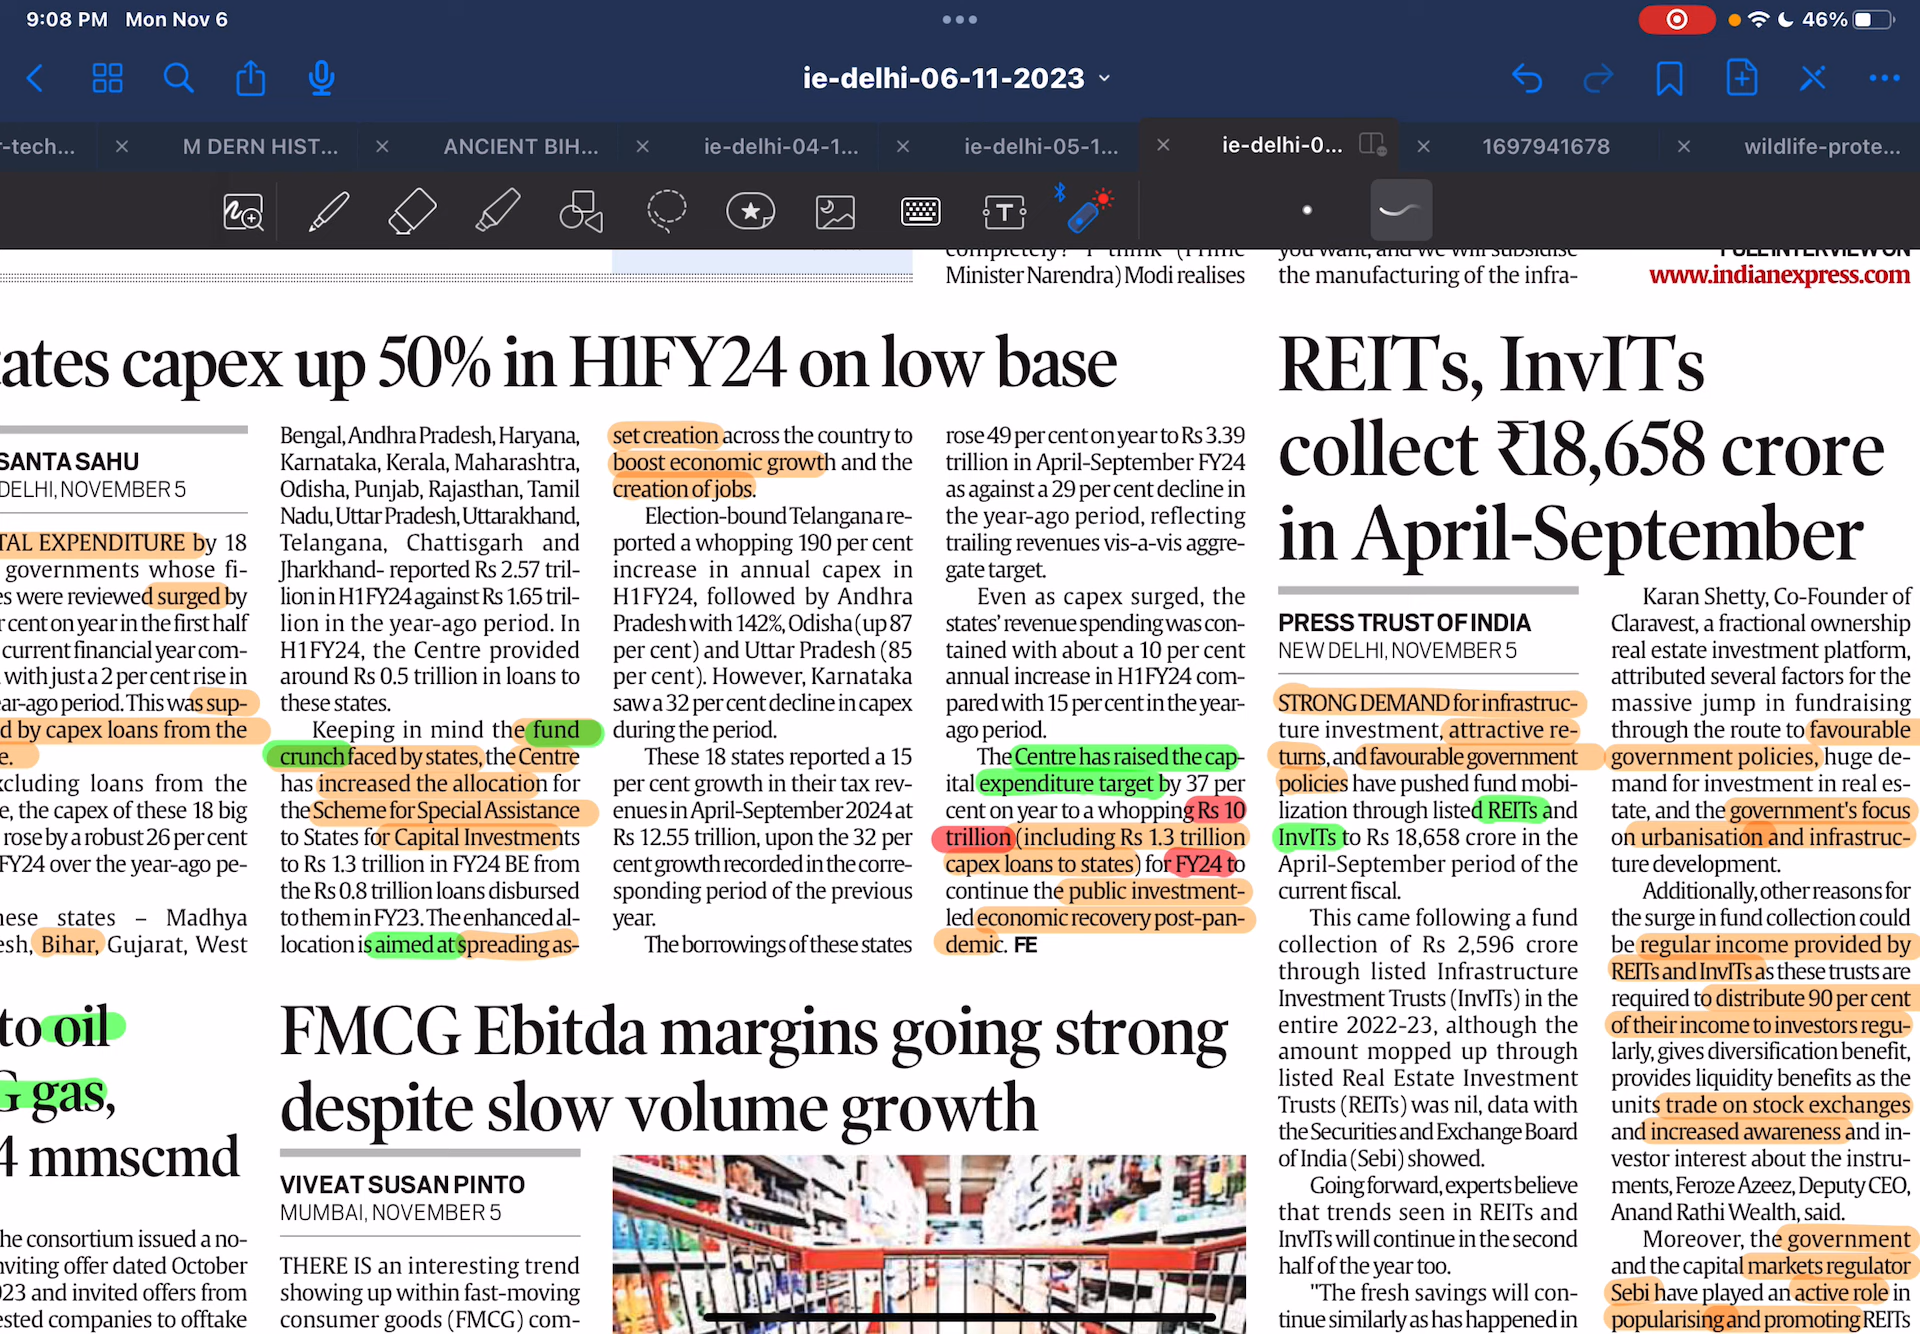 9:08 PM Mon Nov 6
46%
ie-delhi-06-11-2023
r-tech...
M DERN HIST...
ANCIENT BIH...
ie-delhi-04-1...
ie-delhi-05-1...
ie-delhi-0...
1697941678
wildlife-prote...
completely? I think (Prime
Minister Narendra) Modi realises
you want, and we will subsidise
the manufacturing of the infra-
FULL INTERVIEW ON
www.indianexpress.com
tates capex up 50% in H1FY24 on low base
SANTA SAHU
DELHI, NOVEMBER 5
TAL EXPENDITURE by 18
governments whose fi-
es were reviewed surged by
r cent on year in the first half
current financial year com-
with just a 2 per cent rise in
ar-ago period. This was sup-
d by capex loans from the
e.
xcluding loans from the
e, the capex of these 18 big
rose by a robust 26 per cent
FY24 over the year-ago pe-
hese states – Madhya
esh, Bihar, Gujarat, West
Bengal, Andhra Pradesh, Haryana,
Karnataka, Kerala, Maharashtra,
Odisha, Punjab, Rajasthan, Tamil
Nadu, Uttar Pradesh, Uttarakhand,
Telangana, Chattisgarh and
Jharkhand- reported Rs 2.57 tril-
lion in H1FY24 against Rs 1.65 tril-
lion in the year-ago period. In
H1FY24, the Centre provided
around Rs 0.5 trillion in loans to
these states.
Keeping in mind the fund
crunch faced by states, the Centre
has increased the allocation for
the Scheme for Special Assistance
to States for Capital Investments
to Rs 1.3 trillion in FY24 BE from
the Rs 0.8 trillion loans disbursed
to them in FY23. The enhanced al-
location is aimed at spreading as-
set creation across the country to
boost economic growth and the
creation of jobs.
Election-bound Telangana re-
ported a whopping 190 per cent
increase in annual capex in
H1FY24, followed by Andhra
Pradesh with 142%, Odisha (up 87
per cent) and Uttar Pradesh (85
per cent). However, Karnataka
saw a 32 per cent decline in capex
during the period.
These 18 states reported a 15
per cent growth in their tax rev-
enues in April-September 2024 at
Rs 12.55 trillion, upon the 32 per
cent growth recorded in the corre-
sponding period of the previous
year.
The borrowings of these states
rose 49 per cent on year to Rs 3.39
trillion in April-September FY24
as against a 29 per cent decline in
the year-ago period, reflecting
trailing revenues vis-a-vis aggre-
gate target.
Even as capex surged, the
states' revenue spending was con-
tained with about a 10 per cent
annual increase in H1FY24 com-
pared with 15 per cent in the year-
ago period.
The Centre has raised the cap-
ital expenditure target by 37 per
cent on year to a whopping Rs 10
trillion (including Rs 1.3 trillion
capex loans to states) for FY24 to
continue the public investment-
led economic recovery post-pan-
demic. FE
REITs, InvITs
collect ₹18,658 crore
in April-September
PRESS TRUST OF INDIA
NEW DELHI, NOVEMBER 5
STRONG DEMAND for infrastruc-
ture investment, attractive re-
turns, and favourable government
policies have pushed fund mobi-
lization through listed REITs and
InvITs to Rs 18,658 crore in the
April-September period of the
current fiscal.
This came following a fund
collection of Rs 2,596 crore
through listed Infrastructure
Investment Trusts (InvITs) in the
entire 2022-23, although the
amount mopped up through
listed Real Estate Investment
Trusts (REITs) was nil, data with
the Securities and Exchange Board
of India (Sebi) showed.
Going forward, experts believe
that trends seen in REITs and
InvITs will continue in the second
half of the year too.
"The fresh savings will con-
tinue similarly as has happened in
Karan Shetty, Co-Founder of
Claravest, a fractional ownership
real estate investment platform,
attributed several factors for the
massive jump in fundraising
through the route to favourable
government policies, huge de-
mand for investment in real es-
tate, and the government's focus
on urbanisation and infrastruc-
ture development.
Additionally, other reasons for
the surge in fund collection could
be regular income provided by
REITs and InvITs as these trusts are
required to distribute 90 per cent
of their income to investors regu-
larly, gives diversification benefit,
provides liquidity benefits as the
units trade on stock exchanges
and increased awareness and in-
vestor interest about the instru-
ments, Feroze Azeez, Deputy CEO,
Anand Rathi Wealth, said.
Moreover, the government
and the capital markets regulator
Sebi have played an active role in
popularising and promoting REITs
to oil
G gas,
4 mmscmd
he consortium issued a no-
nviting offer dated October
023 and invited offers from
ested companies to offtake
FMCG Ebitda margins going strong
despite slow volume growth
VIVEAT SUSAN PINTO
MUMBAI, NOVEMBER 5
THERE IS an interesting trend
showing up within fast-moving
consumer goods (FMCG) com-